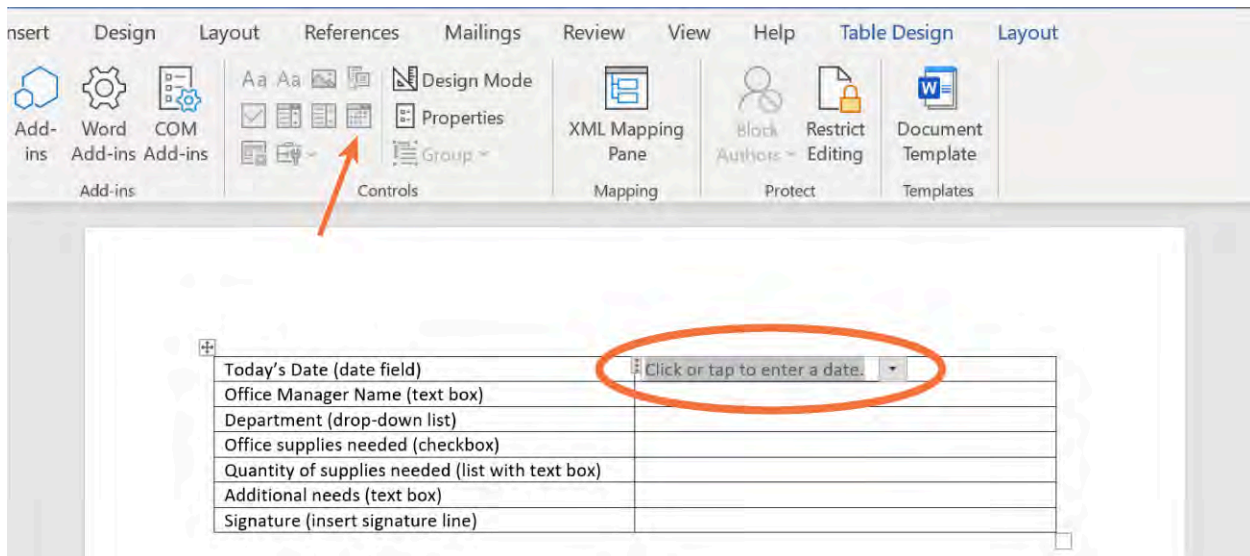 nsert Design Layout References Mailings Review View Help Table Design Layout
Aa Aa Design Mode
Properties
Group
Add-ins
Word Add-ins
COM Add-ins
XML Mapping Pane
Block Authors
Restrict Editing
Document Template
Add-ins Controls Mapping Protect Templates
Today's Date (date field) Click or tap to enter a date.
Office Manager Name (text box)
Department (drop-down list)
Office supplies needed (checkbox)
Quantity of supplies needed (list with text box)
Additional needs (text box)
Signature (insert signature line)